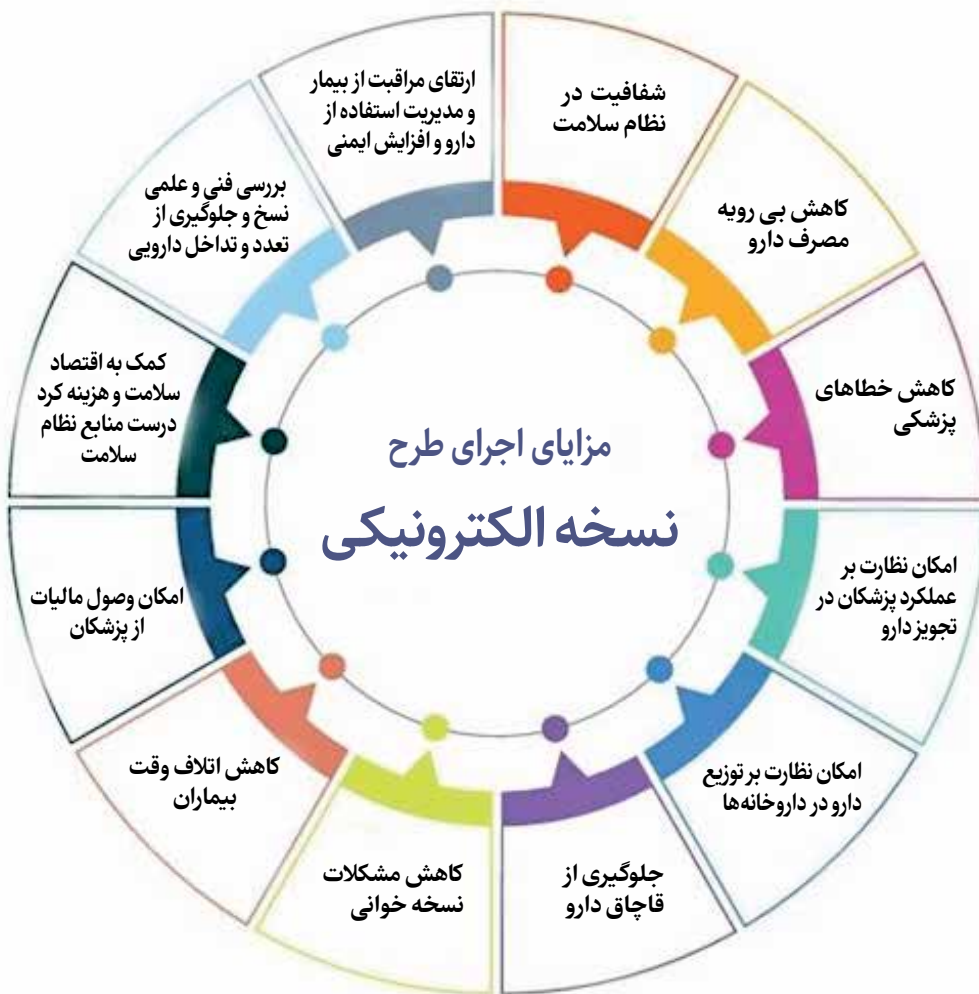 مزایای اجرای طرح
نسخه الکترونیکی
شفافیت در
نظام سلامت
کاهش بی رویه
مصرف دارو
کاهش خطاهای
پزشکی
امکان نظارت بر
عملکرد پزشکان در
تجویز دارو
امکان نظارت بر توزیع
دارو در داروخانه‌ها
جلوگیری از
قاچاق دارو
کاهش مشکلات
نسخه خوانی
کاهش اتلاف وقت
بیماران
امکان وصول مالیات
از پزشکان
کمک به اقتصاد
سلامت و هزینه کرد
درست منابع نظام
سلامت
بررسی فنی و علمی
نسخ و جلوگیری از
تعدد و تداخل دارویی
ارتقای مراقبت از بیمار
و مدیریت استفاده از
دارو و افزایش ایمنی